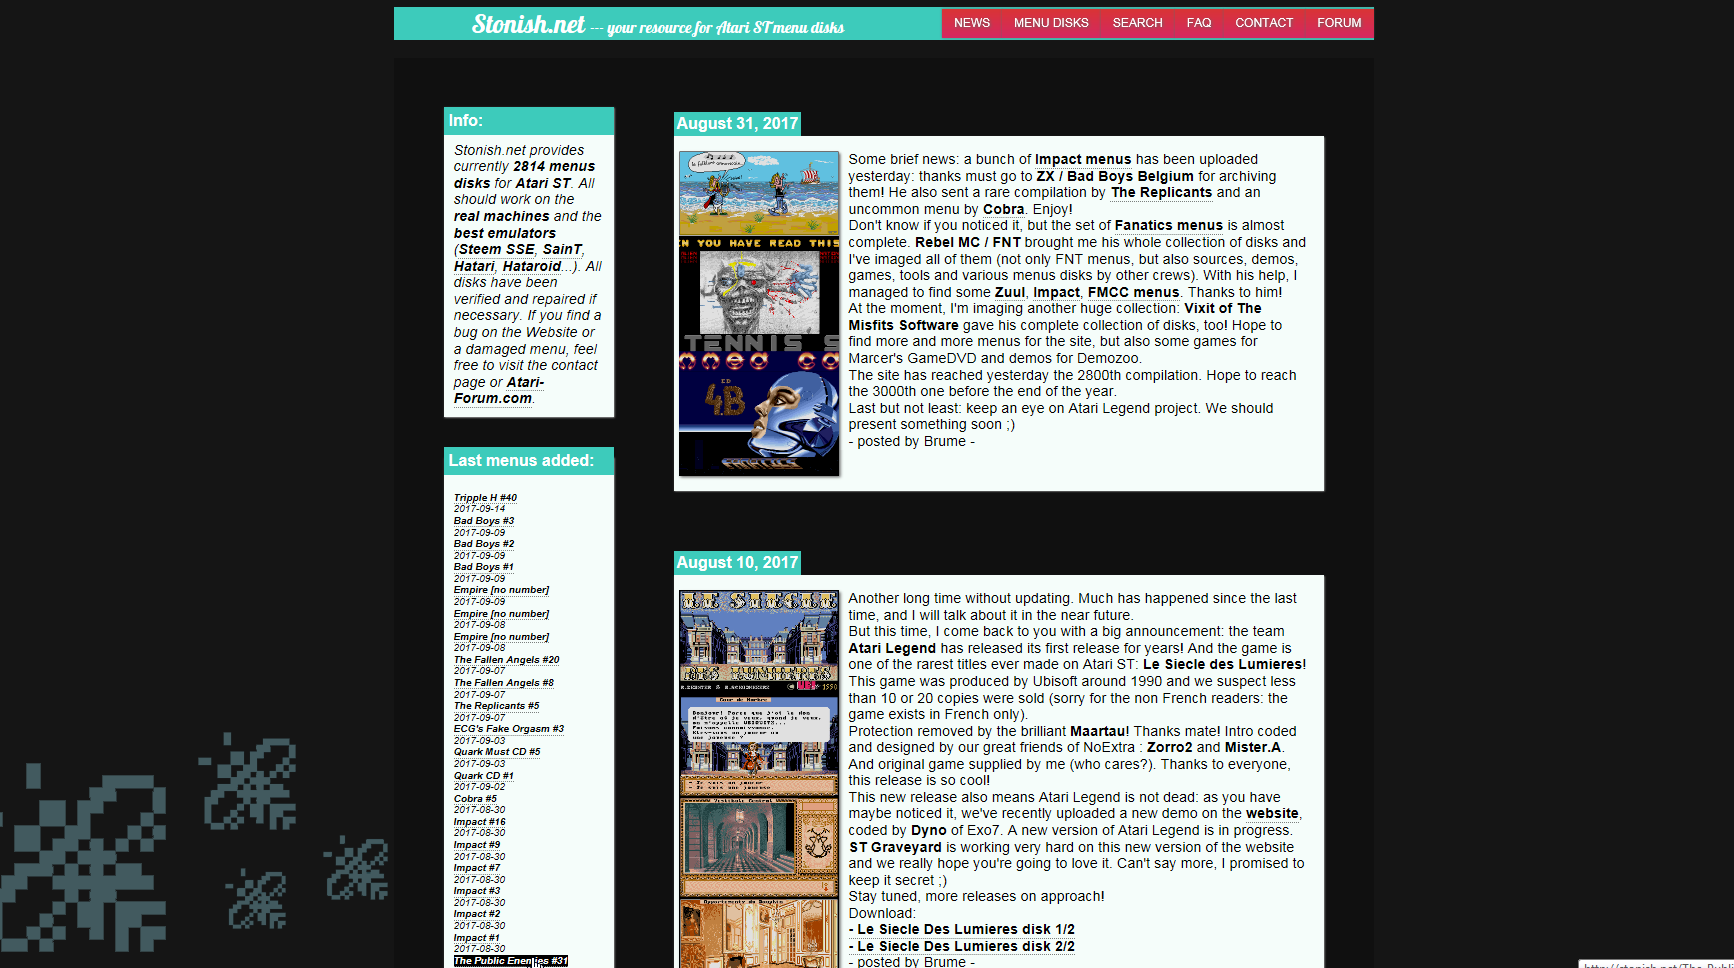 Stonish.net --- your resource for Atari ST menu disks
NEWS MENU DISKS SEARCH FAQ CONTACT FORUM
Info:
Stonish.net provides
currently 2814 menus
disks for Atari ST. All
should work on the
real machines and the
best emulators
(Steem SSE, SainT,
Hatari, Hataroid...). All
disks have been
verified and repaired if
necessary. If you find a
bug on the Website or
a damaged menu, feel
free to visit the contact
page or Atari-
Forum.com.
Last menus added:
Tripple H #40
2017-09-14
Bad Boys #3
2017-09-09
Bad Boys #2
2017-09-09
Bad Boys #1
2017-09-09
Empire [no number]
2017-09-09
Empire [no number]
2017-09-08
Empire [no number]
2017-09-08
The Fallen Angels #20
2017-09-07
The Fallen Angels #8
2017-09-07
The Replicants #5
2017-09-07
ECG's Fake Orgasm #3
2017-09-03
Quark Must CD #5
2017-09-03
Quark CD #1
2017-09-02
Cobra #5
2017-08-30
Impact #16
2017-08-30
Impact #9
2017-08-30
Impact #7
2017-08-30
Impact #3
2017-08-30
Impact #2
2017-08-30
Impact #1
2017-08-30
The Public Enemies #31
August 31, 2017
EN YOU HAVE READ THIS
TENNIS S
4.B
FANATICS
Some brief news: a bunch of Impact menus has been uploaded
yesterday: thanks must go to ZX / Bad Boys Belgium for archiving
them! He also sent a rare compilation by The Replicants and an
uncommon menu by Cobra. Enjoy!
Don't know if you noticed it, but the set of Fanatics menus is almost
complete. Rebel MC / FNT brought me his whole collection of disks and
I've imaged all of them (not only FNT menus, but also sources, demos,
games, tools and various menus disks by other crews). With his help, I
managed to find some Zuul, Impact, FMCC menus. Thanks to him!
At the moment, I'm imaging another huge collection: Vixit of The
Misfits Software gave his complete collection of disks, too! Hope to
find more and more menus for the site, but also some games for
Marcer's GameDVD and demos for Demozoo.
The site has reached yesterday the 2800th compilation. Hope to reach
the 3000th one before the end of the year.
Last but not least: keep an eye on Atari Legend project. We should
present something soon ;)
- posted by Brume -
August 10, 2017
LE SIECLE
DES LUMIERES
1990
Cour de Marbre
Vestibule Central
Appartements du Dauphin
Another long time without updating. Much has happened since the last
time, and I will talk about it in the near future.
But this time, I come back to you with a big announcement: the team
Atari Legend has released its first release for years! And the game is
one of the rarest titles ever made on Atari ST: Le Siecle des Lumieres!
This game was produced by Ubisoft around 1990 and we suspect less
than 10 or 20 copies were sold (sorry for the non French readers: the
game exists in French only).
Protection removed by the brilliant Maartau! Thanks mate! Intro coded
and designed by our great friends of NoExtra : Zorro2 and Mister.A.
And original game supplied by me (who cares?). Thanks to everyone,
this release is so cool!
This new release also means Atari Legend is not dead: as you have
maybe noticed it, we've recently uploaded a new demo on the website,
coded by Dyno of Exo7. A new version of Atari Legend is in progress.
ST Graveyard is working very hard on this new version of the website
and we really hope you're going to love it. Can't say more, I promised to
keep it secret ;)
Stay tuned, more releases on approach!
Download:
- Le Siecle Des Lumieres disk 1/2
- Le Siecle Des Lumieres disk 2/2
- posted by Brume -